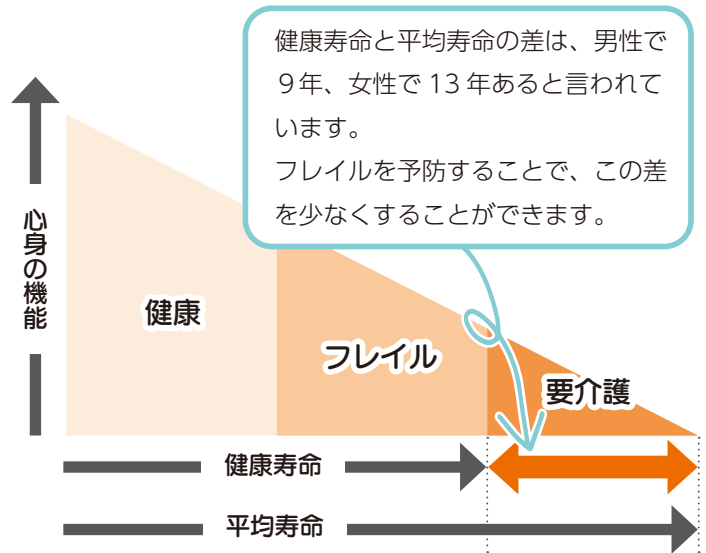 健康寿命と平均寿命の差は、男性で
９年、女性で 13 年あると言われて
います。
フレイルを予防することで、この差
を少なくすることができます。
心身の機能
健康
フレイル
要介護
健康寿命
平均寿命